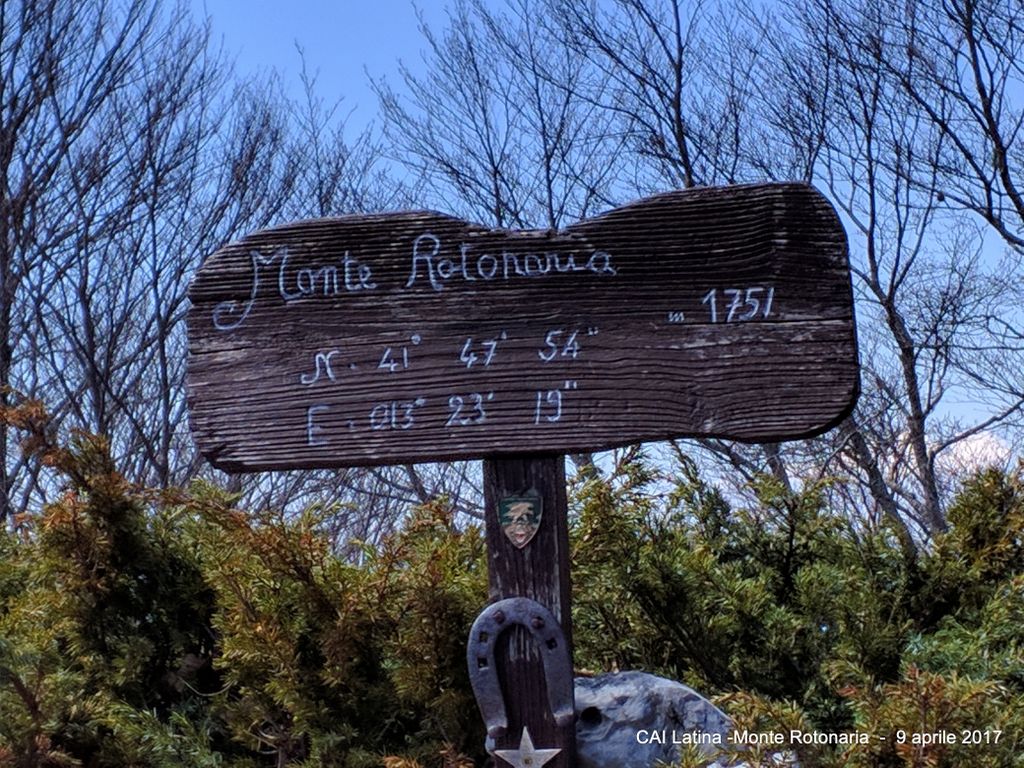 Monte Rotonaria
m 1751
N. 41° 47' 54"
E. 013° 23' 19"
CAI Latina -Monte Rotonaria - 9 aprile 2017